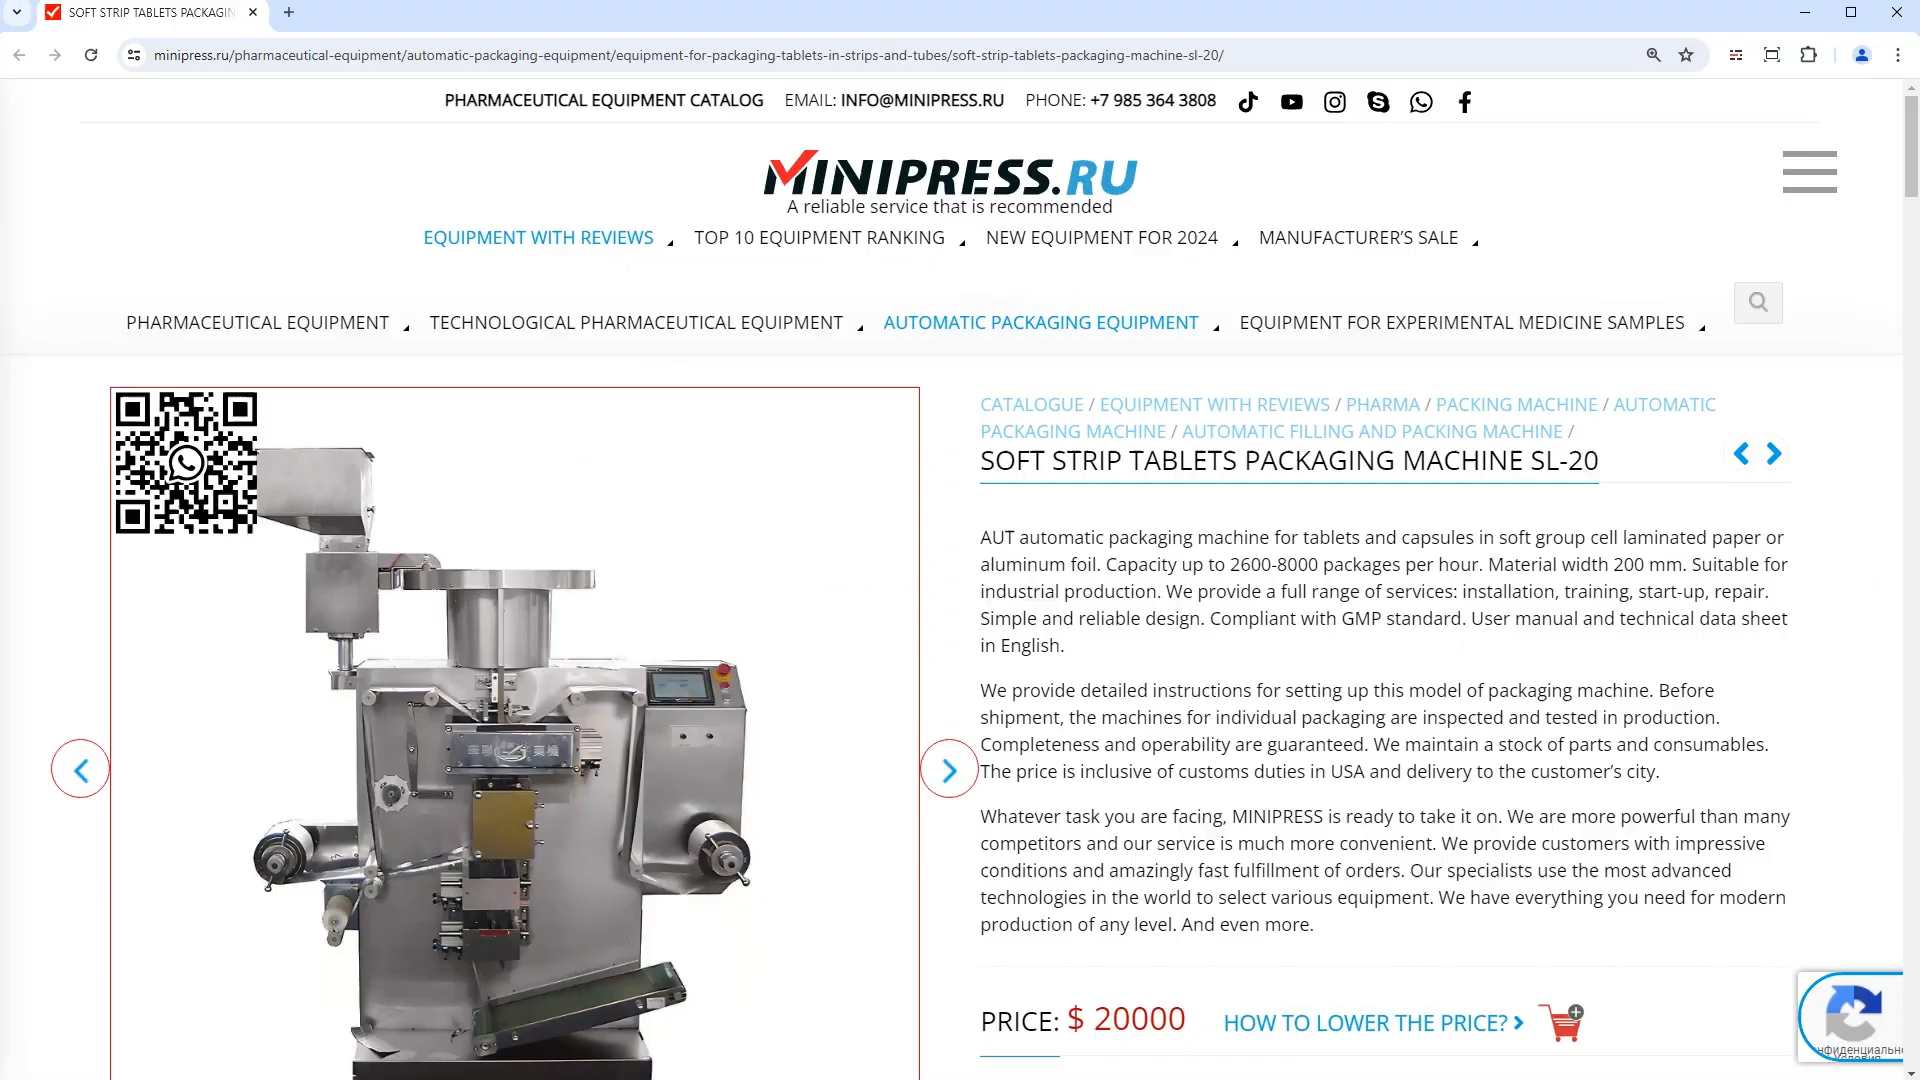 SOFT STRIP TABLETS PACKAGIN
minipress.ru/pharmaceutical-equipment/automatic-packaging-equipment/equipment-for-packaging-tablets-in-strips-and-tubes/soft-strip-tablets-packaging-machine-sl-20/
PHARMACEUTICAL EQUIPMENT CATALOG EMAIL: INFO@MINIPRESS.RU PHONE: +7 985 364 3808
MINIPRESS.RU
A reliable service that is recommended
EQUIPMENT WITH REVIEWS TOP 10 EQUIPMENT RANKING NEW EQUIPMENT FOR 2024 MANUFACTURER’S SALE
PHARMACEUTICAL EQUIPMENT TECHNOLOGICAL PHARMACEUTICAL EQUIPMENT AUTOMATIC PACKAGING EQUIPMENT EQUIPMENT FOR EXPERIMENTAL MEDICINE SAMPLES
CATALOGUE / EQUIPMENT WITH REVIEWS / PHARMA / PACKING MACHINE / AUTOMATIC
PACKAGING MACHINE / AUTOMATIC FILLING AND PACKING MACHINE /
SOFT STRIP TABLETS PACKAGING MACHINE SL-20
AUT automatic packaging machine for tablets and capsules in soft group cell laminated paper or
aluminum foil. Capacity up to 2600-8000 packages per hour. Material width 200 mm. Suitable for
industrial production. We provide a full range of services: installation, training, start-up, repair.
Simple and reliable design. Compliant with GMP standard. User manual and technical data sheet
in English.
We provide detailed instructions for setting up this model of packaging machine. Before
shipment, the machines for individual packaging are inspected and tested in production.
Completeness and operability are guaranteed. We maintain a stock of parts and consumables.
The price is inclusive of customs duties in USA and delivery to the customer’s city.
Whatever task you are facing, MINIPRESS is ready to take it on. We are more powerful than many
competitors and our service is much more convenient. We provide customers with impressive
conditions and amazingly fast fulfillment of orders. Our specialists use the most advanced
technologies in the world to select various equipment. We have everything you need for modern
production of any level. And even more.
PRICE: $ 20000 HOW TO LOWER THE PRICE?
нфиденциально
Условия